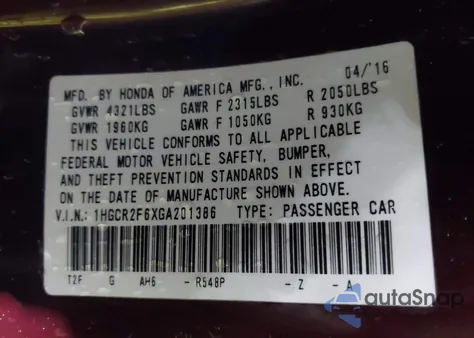 MFD. BY HONDA OF AMERICA MFG., INC. 04/'16
GVWR 4321LBS GAWR F 2315LBS R 2050LBS
GVWR 1960KG GAWR F 1050KG R 930KG
THIS VEHICLE CONFORMS TO ALL APPLICABLE
FEDERAL MOTOR VEHICLE SAFETY, BUMPER,
AND THEFT PREVENTION STANDARDS IN EFFECT
ON THE DATE OF MANUFACTURE SHOWN ABOVE.
V.I.N.: 1HGCR2F6XGA201386 TYPE: PASSENGER CAR
T2F G AH6 - R548P - Z - A
autoSnap